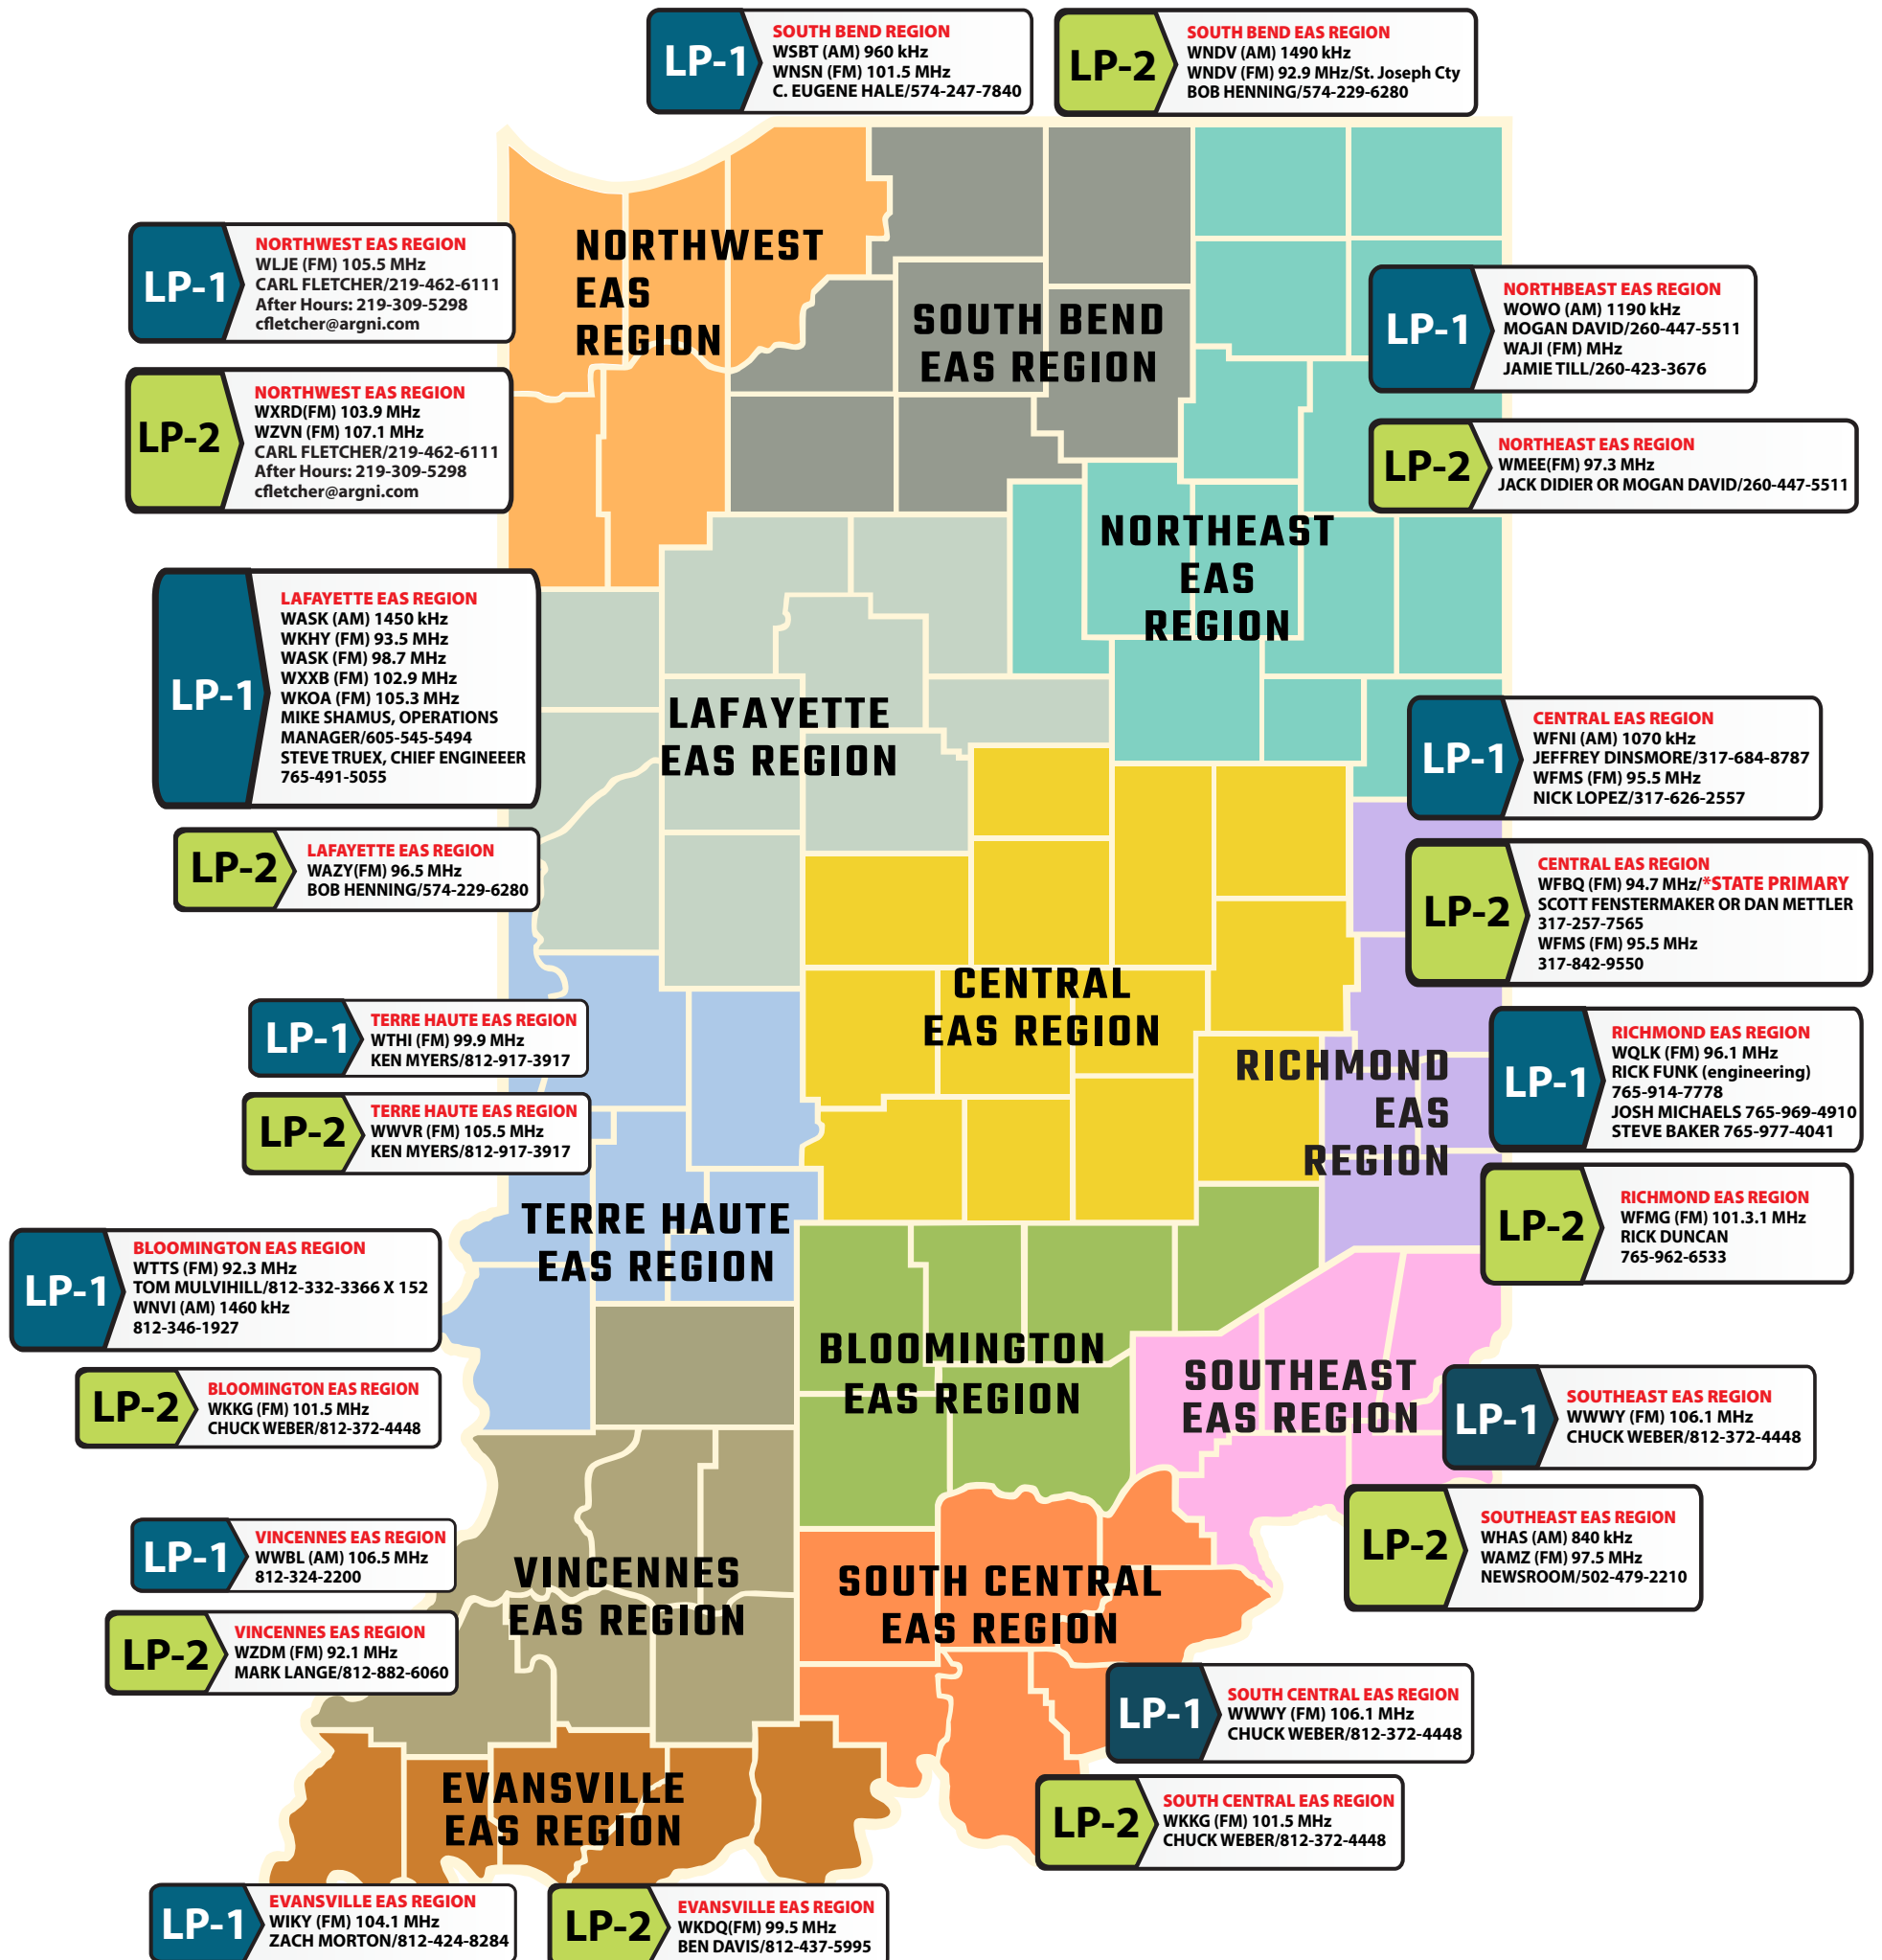 LP-1
SOUTH BEND REGION
WSBT (AM) 960 kHz
WNSN (FM) 101.5 MHz
C. EUGENE HALE/574-247-7840
LP-2
SOUTH BEND EAS REGION
WNDV (AM) 1490 kHz
WNDV (FM) 92.9 MHz/St. Joseph Cty
BOB HENNING/574-229-6280
LP-1
NORTHWEST EAS REGION
WLJE (FM) 105.5 MHz
CARL FLETCHER/219-462-6111
After Hours: 219-309-5298
cfletcher@argni.com
NORTHWEST
EAS
REGION
SOUTH BEND
EAS REGION
LP-1
NORTHBEAST EAS REGION
WOWO (AM) 1190 kHz
MOGAN DAVID/260-447-5511
WAJI (FM) MHz
JAMIE TILL/260-423-3676
LP-2
NORTHWEST EAS REGION
WXRD(FM) 103.9 MHz
WZVN (FM) 107.1 MHz
CARL FLETCHER/219-462-6111
After Hours: 219-309-5298
cfletcher@argni.com
LP-2
NORTHEAST EAS REGION
WMEE(FM) 97.3 MHz
JACK DIDIER OR MOGAN DAVID/260-447-5511
NORTHEAST
EAS
REGION
LP-1
LAFAYETTE EAS REGION
WASK (AM) 1450 kHz
WKHY (FM) 93.5 MHz
WASK (FM) 98.7 MHz
WXXB (FM) 102.9 MHz
WKOA (FM) 105.3 MHz
MIKE SHAMUS, OPERATIONS
MANAGER/605-545-5494
STEVE TRUEX, CHIEF ENGINEEER
765-491-5055
LAFAYETTE
EAS REGION
LP-1
CENTRAL EAS REGION
WFNI (AM) 1070 kHz
JEFFREY DINSMORE/317-684-8787
WFMS (FM) 95.5 MHz
NICK LOPEZ/317-626-2557
LP-2
LAFAYETTE EAS REGION
WAZY(FM) 96.5 MHz
BOB HENNING/574-229-6280
LP-2
CENTRAL EAS REGION
WFBQ (FM) 94.7 MHz/*STATE PRIMARY
SCOTT FENSTERMAKER OR DAN METTLER
317-257-7565
WFMS (FM) 95.5 MHz
317-842-9550
CENTRAL
EAS REGION
LP-1
TERRE HAUTE EAS REGION
WTHI (FM) 99.9 MHz
KEN MYERS/812-917-3917
RICHMOND
EAS
REGION
LP-1
RICHMOND EAS REGION
WQLK (FM) 96.1 MHz
RICK FUNK (engineering)
765-914-7778
JOSH MICHAELS 765-969-4910
STEVE BAKER 765-977-4041
LP-2
TERRE HAUTE EAS REGION
WWVR (FM) 105.5 MHz
KEN MYERS/812-917-3917
LP-2
RICHMOND EAS REGION
WFMG (FM) 101.3.1 MHz
RICK DUNCAN
765-962-6533
TERRE HAUTE
EAS REGION
LP-1
BLOOMINGTON EAS REGION
WTTS (FM) 92.3 MHz
TOM MULVIHILL/812-332-3366 X 152
WNVI (AM) 1460 kHz
812-346-1927
BLOOMINGTON
EAS REGION
SOUTHEAST
EAS REGION
LP-2
BLOOMINGTON EAS REGION
WKKG (FM) 101.5 MHz
CHUCK WEBER/812-372-4448
LP-1
SOUTHEAST EAS REGION
WWWY (FM) 106.1 MHz
CHUCK WEBER/812-372-4448
LP-2
SOUTHEAST EAS REGION
WHAS (AM) 840 kHz
WAMZ (FM) 97.5 MHz
NEWSROOM/502-479-2210
LP-1
VINCENNES EAS REGION
WWBL (AM) 106.5 MHz
812-324-2200
VINCENNES
EAS REGION
SOUTH CENTRAL
EAS REGION
LP-2
VINCENNES EAS REGION
WZDM (FM) 92.1 MHz
MARK LANGE/812-882-6060
LP-1
SOUTH CENTRAL EAS REGION
WWWY (FM) 106.1 MHz
CHUCK WEBER/812-372-4448
EVANSVILLE
EAS REGION
LP-2
SOUTH CENTRAL EAS REGION
WKKG (FM) 101.5 MHz
CHUCK WEBER/812-372-4448
LP-1
EVANSVILLE EAS REGION
WIKY (FM) 104.1 MHz
ZACH MORTON/812-424-8284
LP-2
EVANSVILLE EAS REGION
WKDQ(FM) 99.5 MHz
BEN DAVIS/812-437-5995